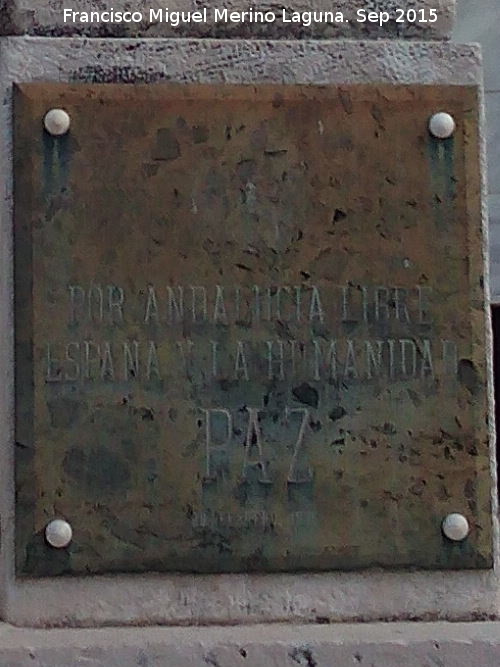 Francisco Miguel Merino Laguna. Sep 2015
POR ANDALUCIA LIBRE
ESPAÑA Y LA HUMANIDAD
PAZ